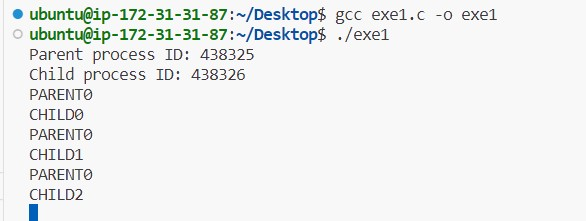 ubuntu@ip-172-31-31-87:~/Desktop$ gcc exe1.c -o exe1
ubuntu@ip-172-31-31-87:~/Desktop$ ./exe1
Parent process ID: 438325
Child process ID: 438326
PARENT0
CHILD0
PARENT0
CHILD1
PARENT0
CHILD2